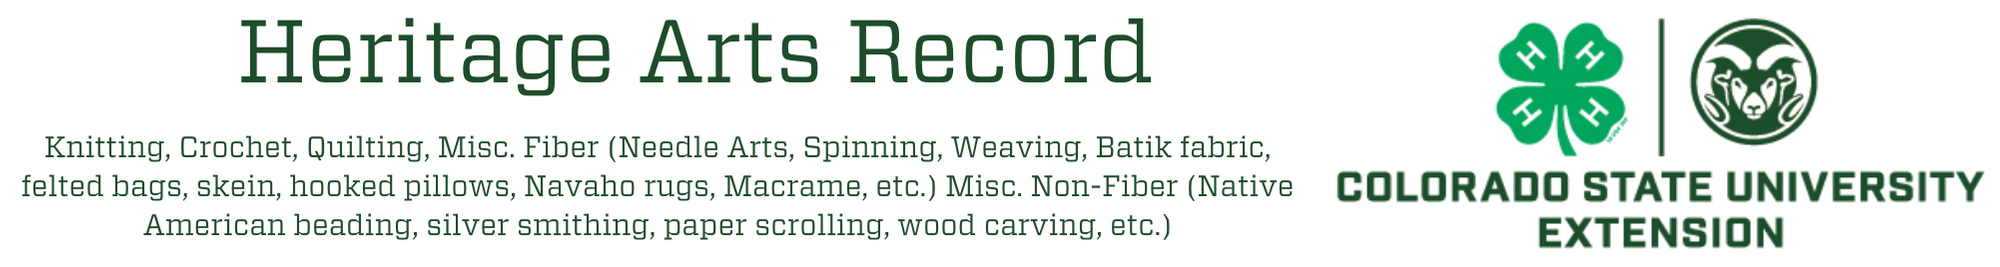 Heritage Arts Record
Knitting, Crochet, Quilting, Misc. Fiber (Needle Arts, Spinning, Weaving, Batik fabric,
felted bags, skein, hooked pillows, Navaho rugs, Macrame, etc.) Misc. Non-Fiber (Native
American beading, silver smithing, paper scrolling, wood carving, etc.)
H H
H H
COLORADO STATE UNIVERSITY
EXTENSION